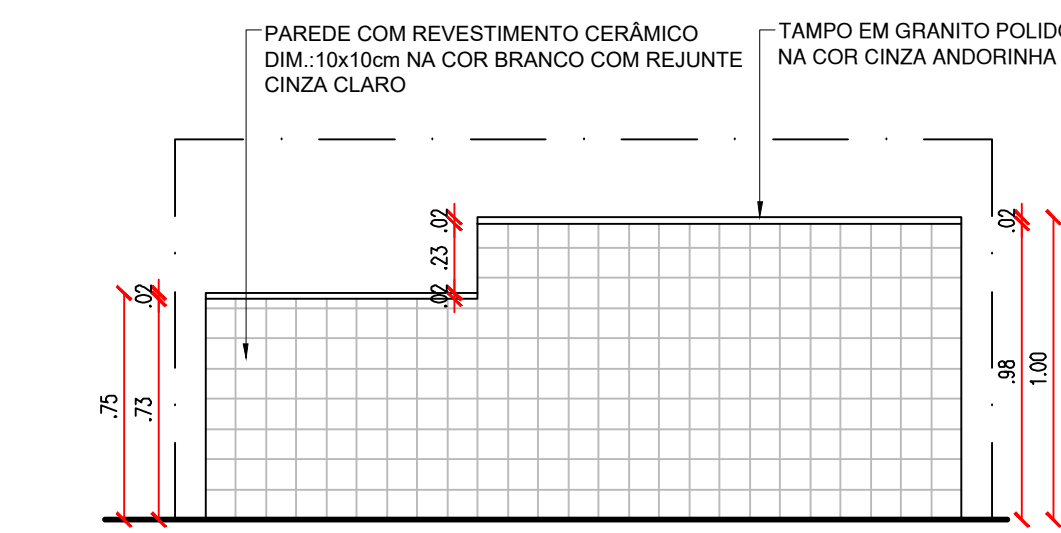 PAREDE COM REVESTIMENTO CERÂMICO
DIM.:10x10cm NA COR BRANCO COM REJUNTE
CINZA CLARO
TAMPO EM GRANITO POLIDO
NA COR CINZA ANDORINHA
.02
.23
.02
.02
.75
.73
.02
.98
1.00